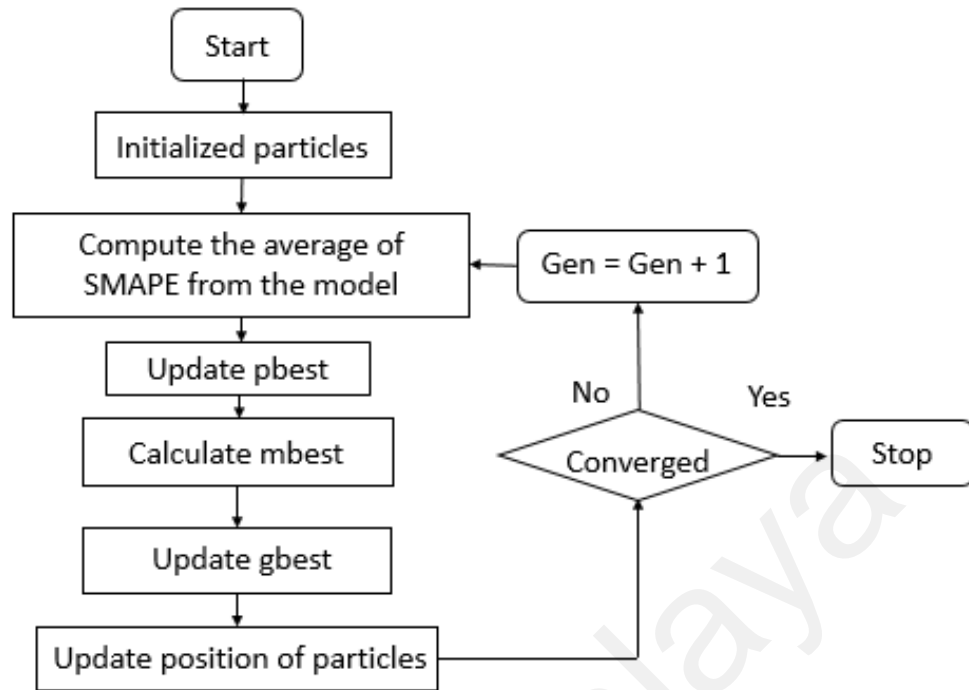 Start
Initialized particles
Compute the average of
SMAPE from the model
Update pbest
Calculate mbest
Update gbest
Update position of particles
Gen = Gen + 1
No
Yes
Converged
Stop
laya